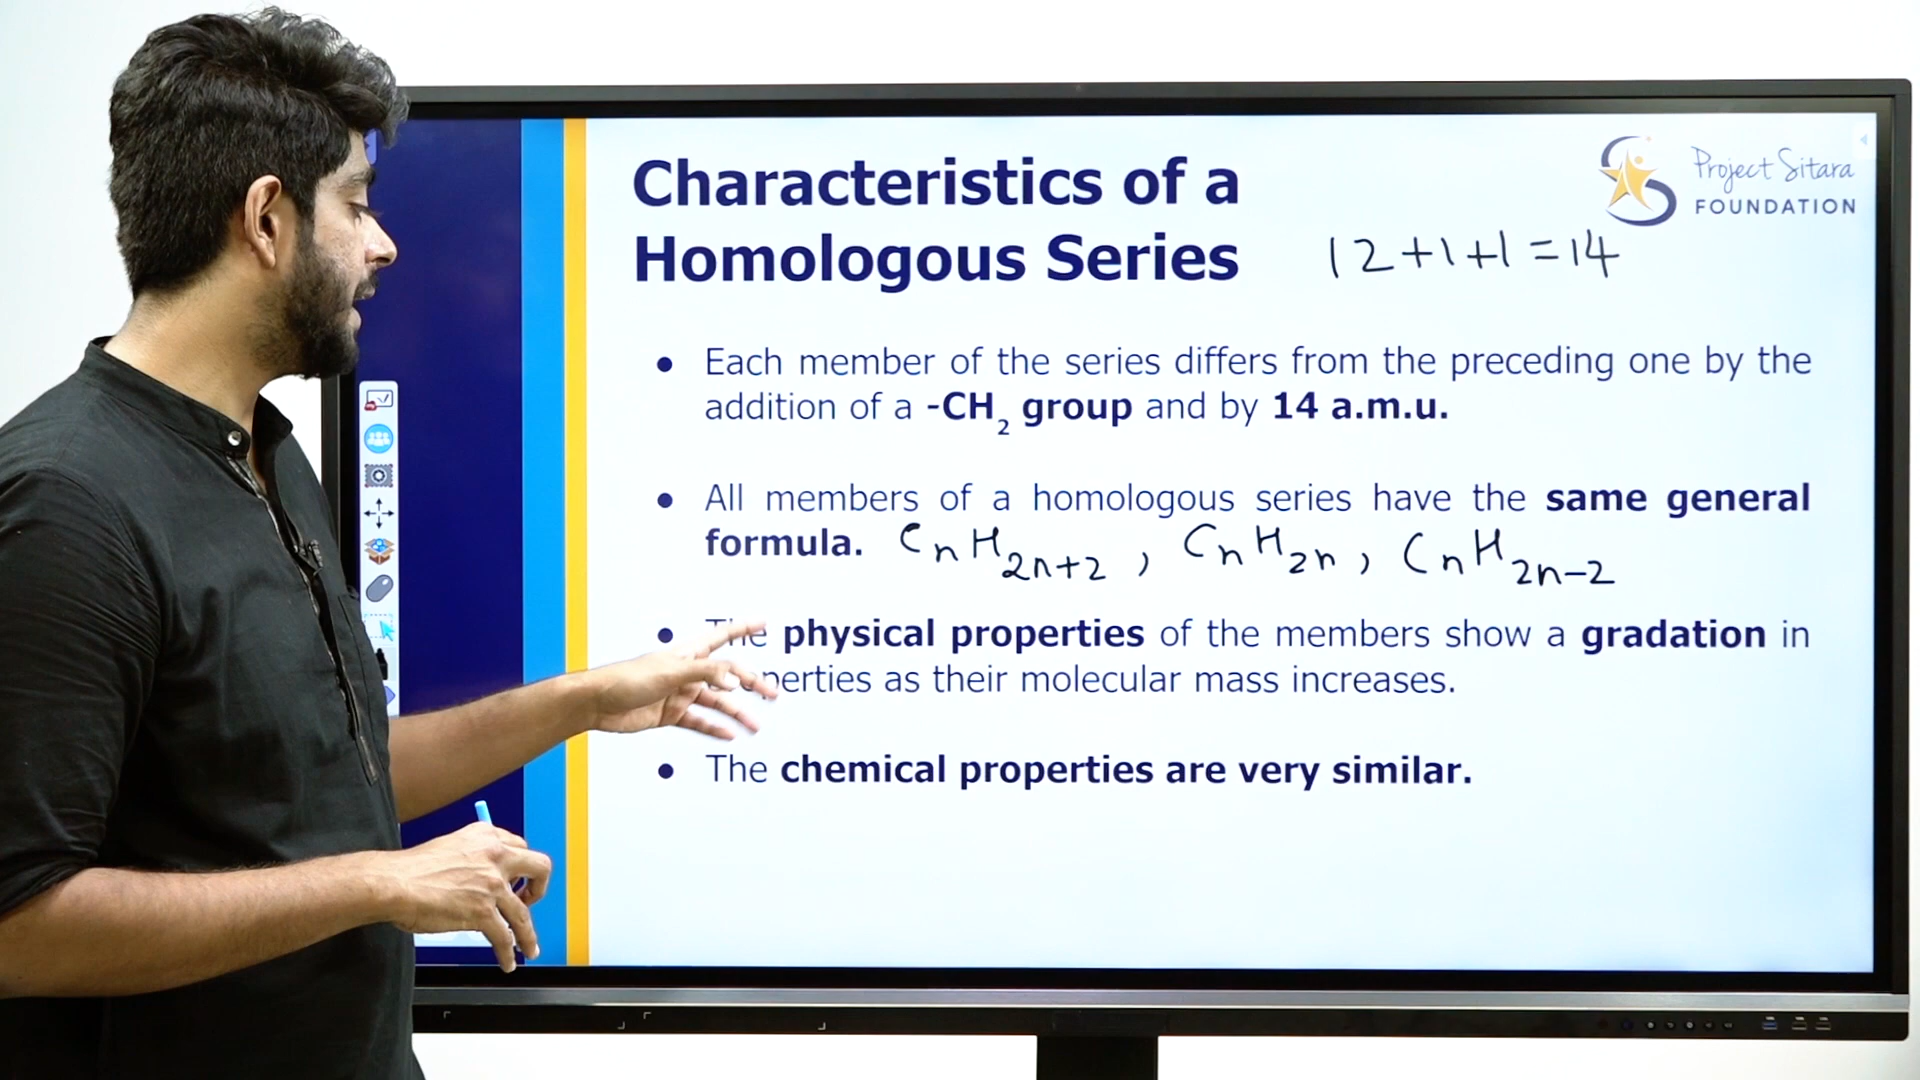 Characteristics of a
Homologous Series
Project Sitara
FOUNDATION
12+1+1=14
• Each member of the series differs from the preceding one by the
addition of a -CH₂ group and by 14 a.m.u.
• All members of a homologous series have the same general
formula. CₙH₂ₙ₊₂ , CₙH₂ₙ , CₙH₂ₙ₋₂
• The physical properties of the members show a gradation in
perties as their molecular mass increases.
• The chemical properties are very similar.